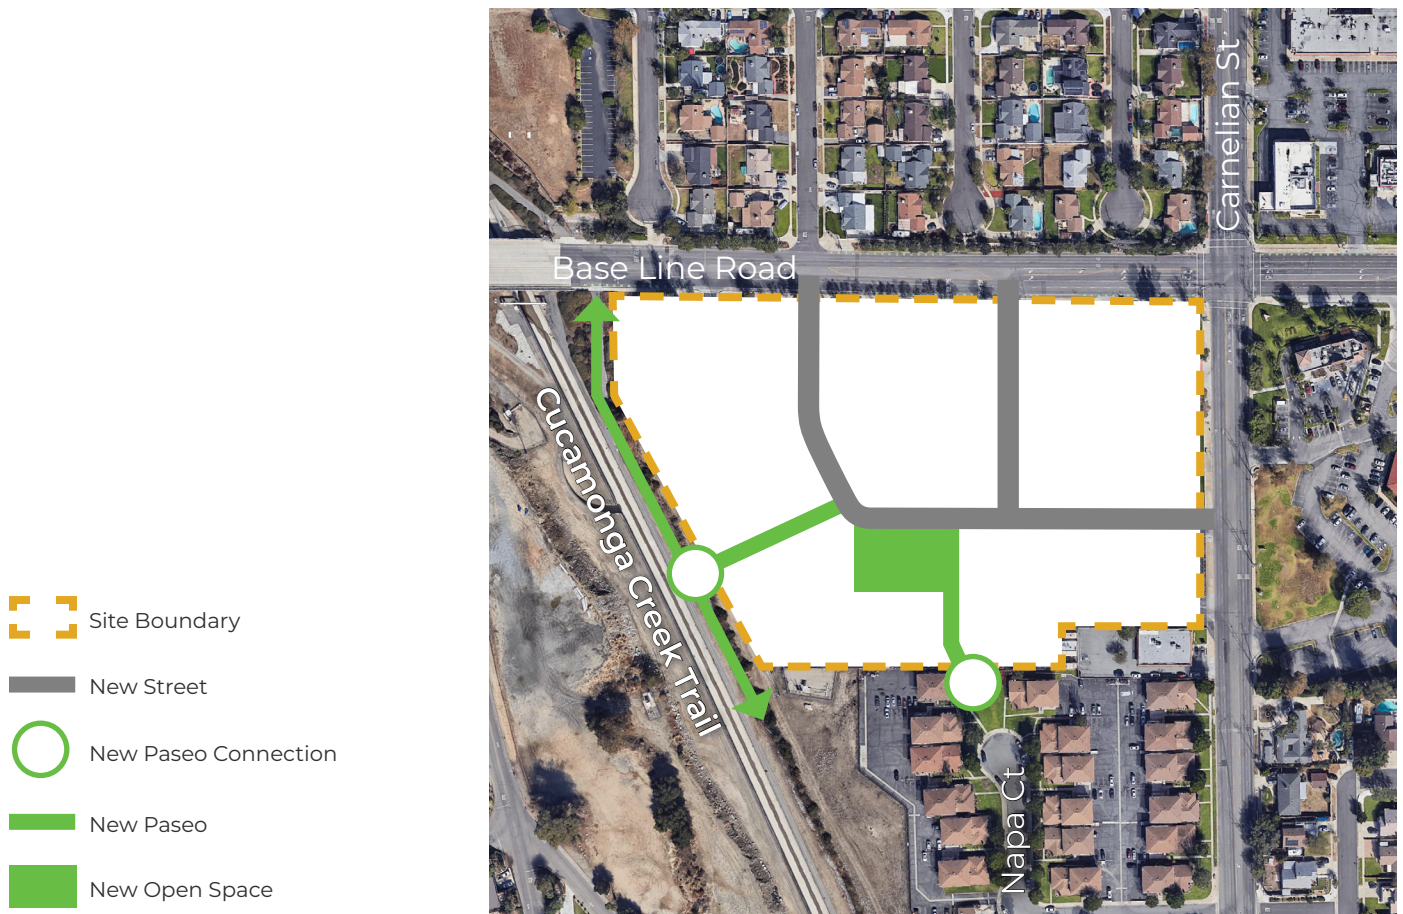 Carnelian St
Base Line Road
Cucamonga Creek Trail
Napa Ct
Site Boundary
New Street
New Paseo Connection
New Paseo
New Open Space